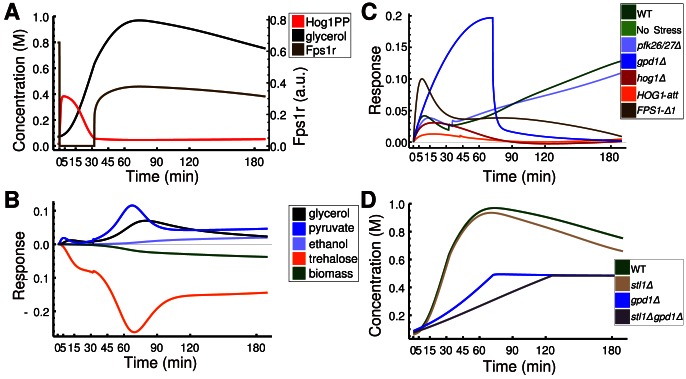 A
Concentration (M)
1.0
0.8
0.6
0.4
0.2
0.0
0.8
0.6
0.4
0.2
0.0
Fps1r (a.u.)
Hog1PP
glycerol
Fps1r
05 15 30 45 60 90 120 180
Time (min)
B
- Response
0.1
0.0
0.1
0.2
glycerol
pyruvate
ethanol
trehalose
biomass
05 15 30 45 60 90 120 180
Time (min)
C
Response
0.2
0.15
0.10
0.05
0.00
WT
No Stress
pfk26/27Δ
gpd1Δ
hog1Δ
HOG1-att
FPS1-Δ1
05 15 30 45 60 90 120 180
Time (min)
D
Concentration (M)
1.0
0.8
0.6
0.4
0.2
WT
stl1Δ
gpd1Δ
stl1Δgpd1Δ
05 15 30 45 60 90 120 180
Time (min)